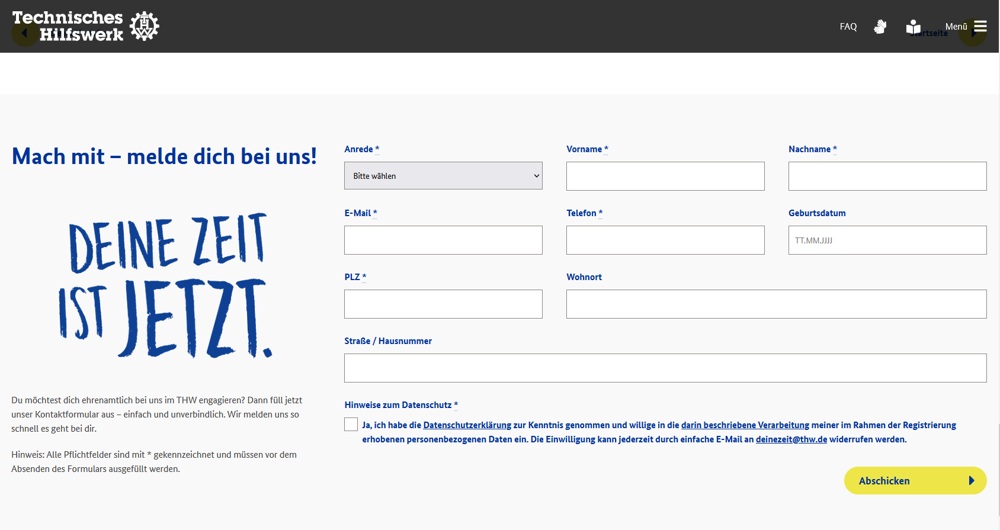 Technisches
Hilfswerk
THW
FAQ
Menü
Startseite
Mach mit – melde dich bei uns!
DEINE ZEIT
IST JETZT.
Du möchtest dich ehrenamtlich bei uns im THW engagieren? Dann füll jetzt
unser Kontaktformular aus – einfach und unverbindlich. Wir melden uns so
schnell es geht bei dir.
Hinweis: Alle Pflichtfelder sind mit * gekennzeichnet und müssen vor dem
Absenden des Formulars ausgefüllt werden.
Anrede *
Bitte wählen
Vorname *
Nachname *
E-Mail *
Telefon *
Geburtsdatum
TT.MM.JJJJ
PLZ *
Wohnort
Straße / Hausnummer
Hinweise zum Datenschutz *
Ja, ich habe die Datenschutzerklärung zur Kenntnis genommen und willige in die darin beschriebene Verarbeitung meiner im Rahmen der Registrierung
erhobenen personenbezogenen Daten ein. Die Einwilligung kann jederzeit durch einfache E-Mail an deinezeit@thw.de widerrufen werden.
Abschicken